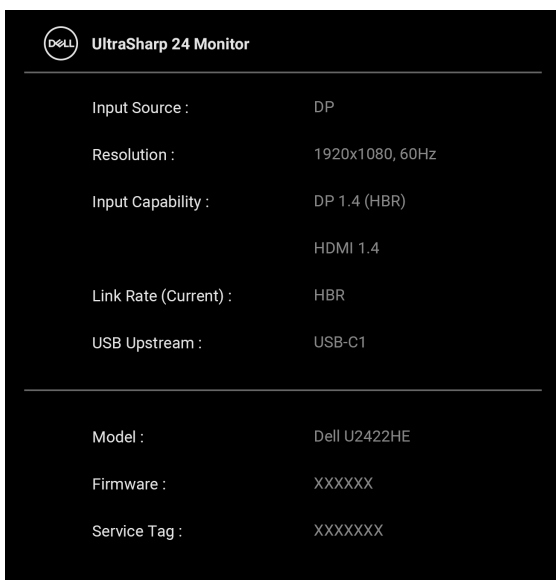 DELL UltraSharp 24 Monitor
Input Source : DP
Resolution : 1920x1080, 60Hz
Input Capability : DP 1.4 (HBR)
HDMI 1.4
Link Rate (Current) : HBR
USB Upstream : USB-C1
Model : Dell U2422HE
Firmware : XXXXXX
Service Tag : XXXXXXX